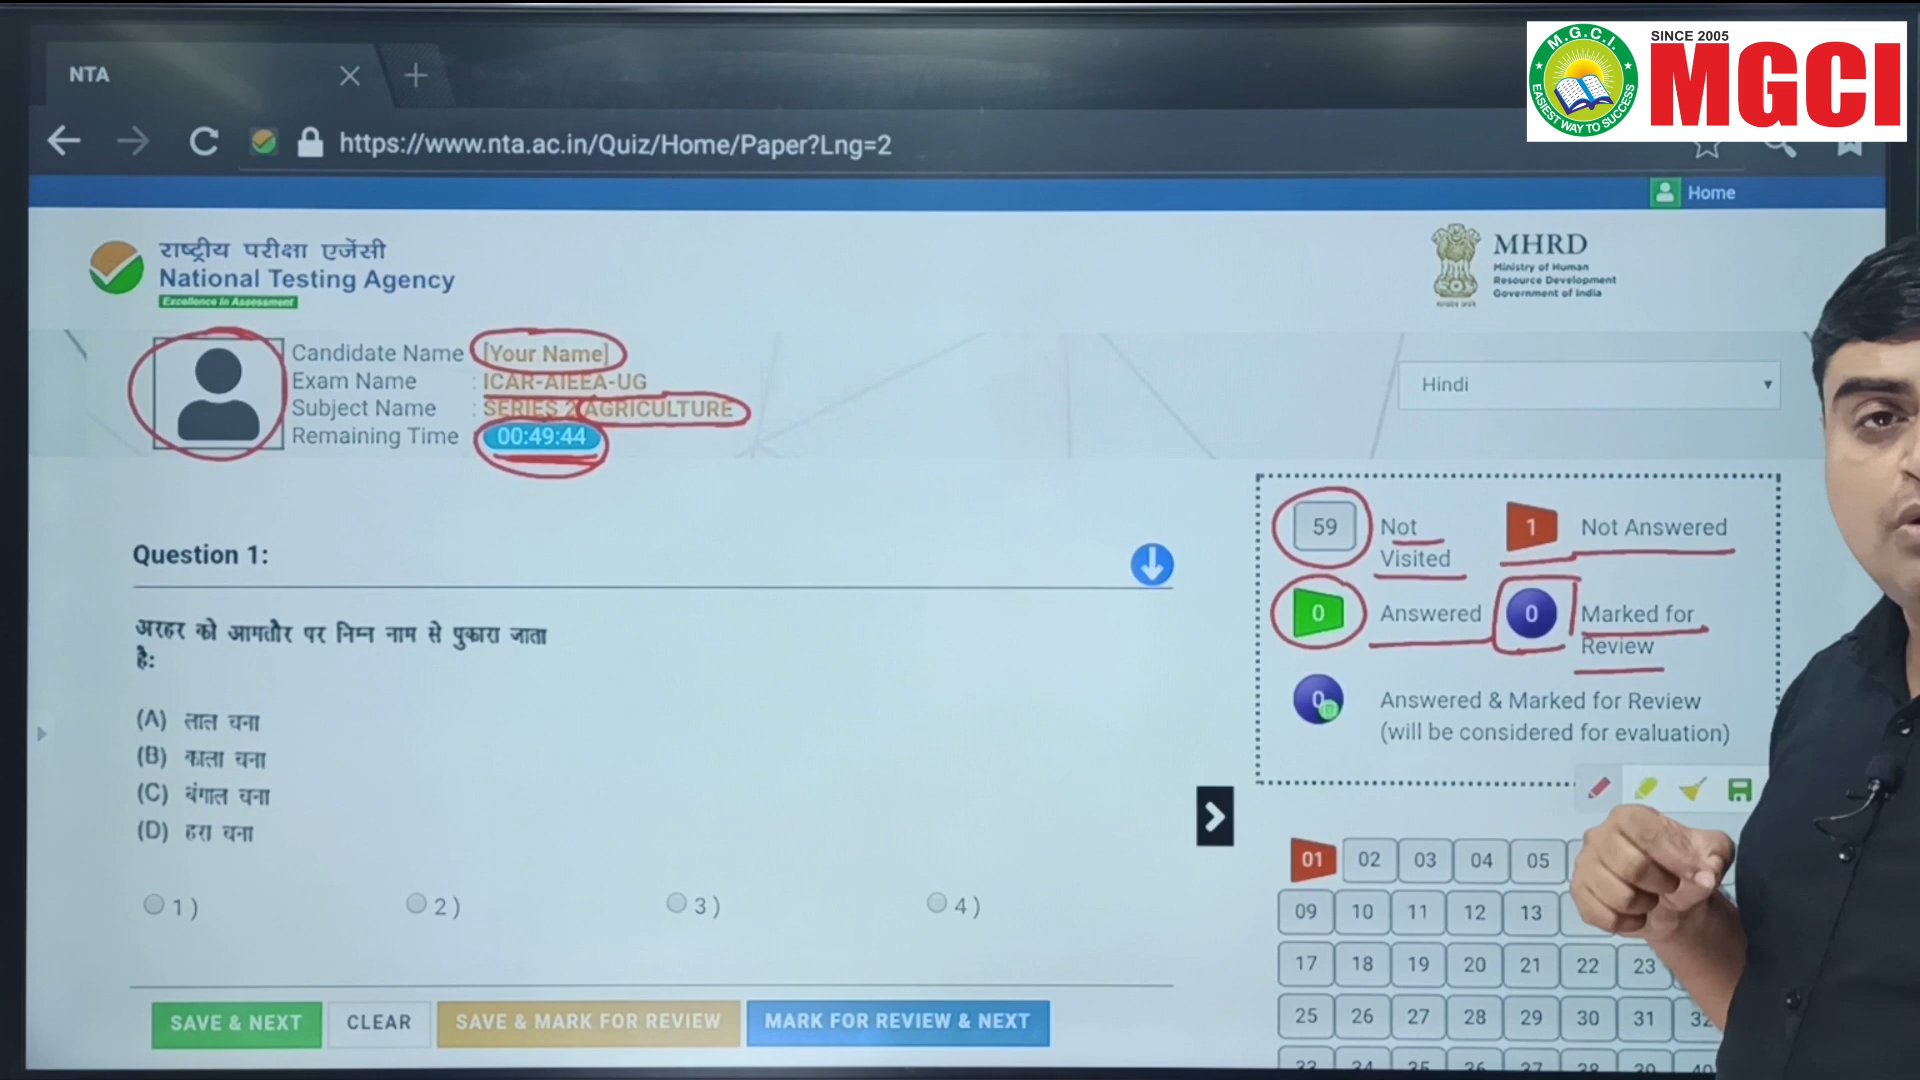 NTA
SINCE 2005
MGCI
M.G.C.I.
EASIEST WAY TO SUCCESS
https://www.nta.ac.in/Quiz/Home/Paper?Lng=2
Home
राष्ट्रीय परीक्षा एजेंसी
National Testing Agency
Excellence in Assessment
MHRD
Ministry of Human
Resource Development
Government of India
Candidate Name [Your Name]
Exam Name : ICAR-AIEEA-UG
Subject Name : SERIES 2 AGRICULTURE
Remaining Time 00:49:44
Hindi
59 Not Visited
1 Not Answered
0 Answered
0 Marked for Review
0 Answered & Marked for Review
(will be considered for evaluation)
Question 1:
अरहर को आमतौर पर निम्न नाम से पुकारा जाता
है:
(A) लाल चना
(B) काला चना
(C) बंगाल चना
(D) हरा चना
1 ) 2 ) 3 ) 4 )
SAVE & NEXT CLEAR SAVE & MARK FOR REVIEW MARK FOR REVIEW & NEXT
01 02 03 04 05
09 10 11 12 13
17 18 19 20 21 22 23
25 26 27 28 29 30 31 32